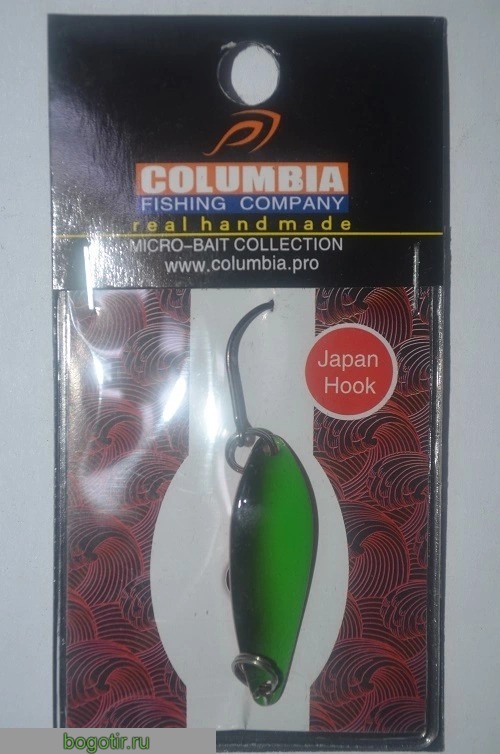 COLUMBIA
FISHING COMPANY
real hand made
MICRO-BAIT COLLECTION
www.columbia.pro
Japan
Hook
bogotir.ru